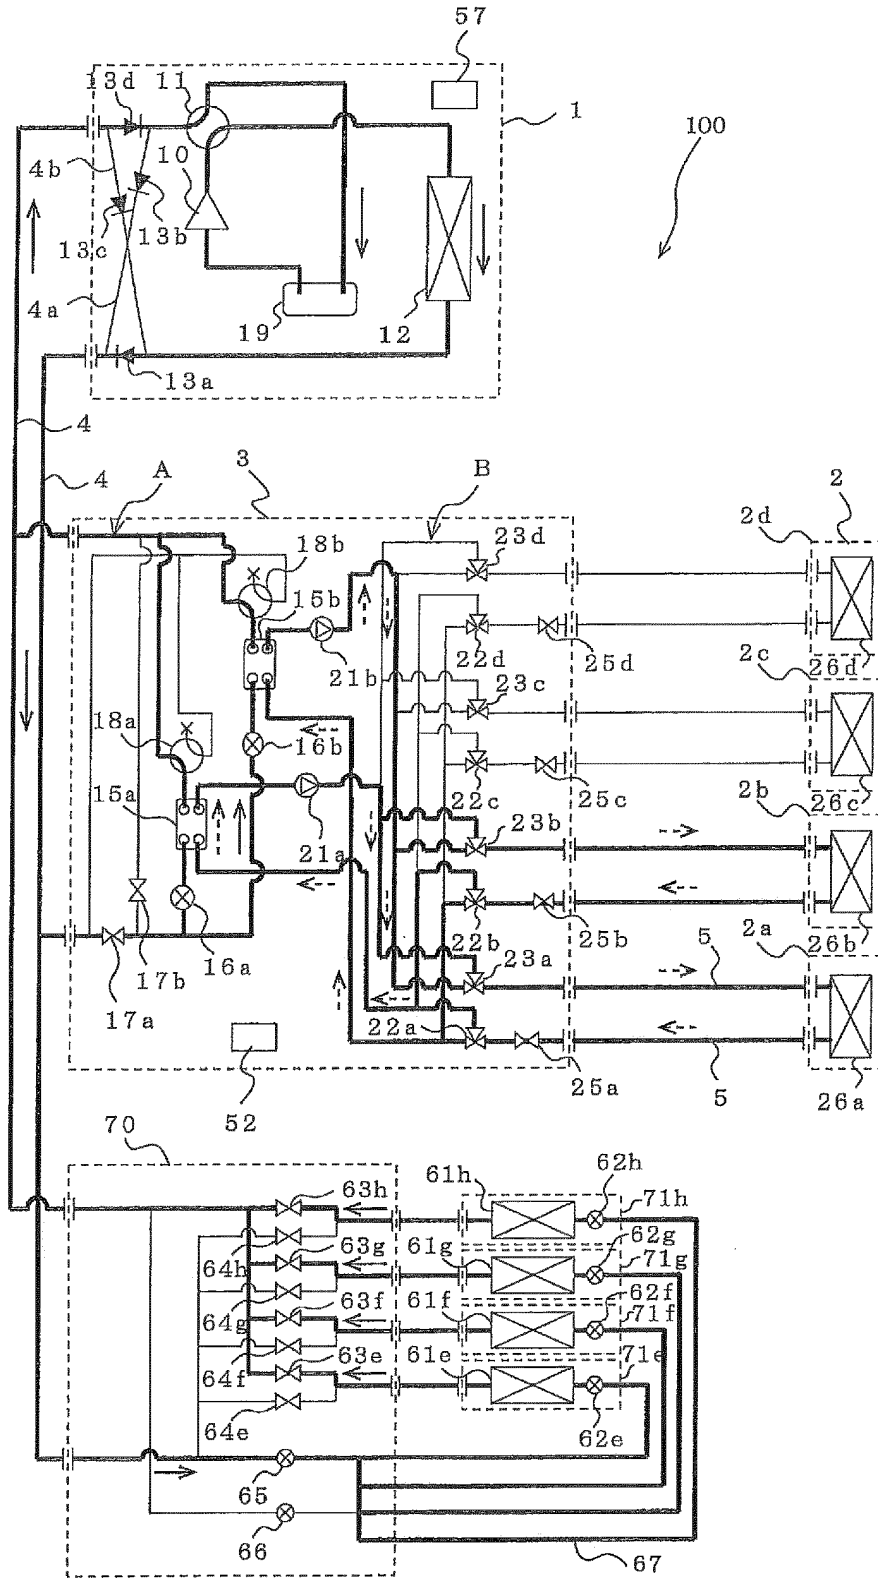 57
13d 11
1
100
10
4b
13c 13b
4a
19 12
13a
4
4
A 3 B
2
2d
23d
18b
15b
22d 25d
21b
2c
26d
23c
18a
16b
22c 25c
15a
2b
26c
21a
23b
22b 25b
2a
26b
17b 16a
23a
5
17a
22a
25a
5
26a
52
70
63h 61h 62h
71h
64h 63g 61g 62g
71g
64g 63f 61f 62f
71f
64f 63e 61e 71e
64e 62e
65
66 67